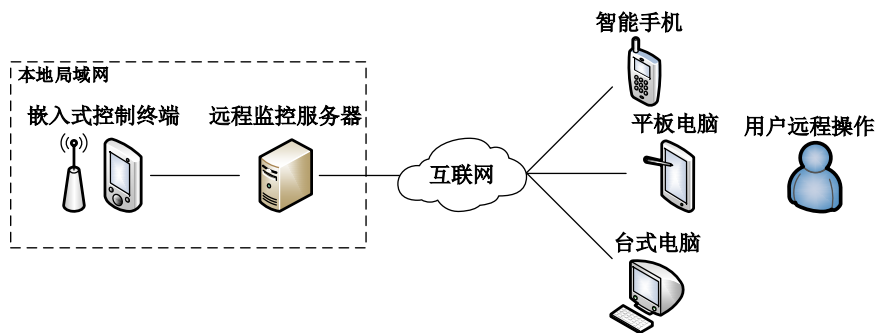 智能手机
本地局域网
嵌入式控制终端
远程监控服务器
平板电脑
用户远程操作
互联网
台式电脑